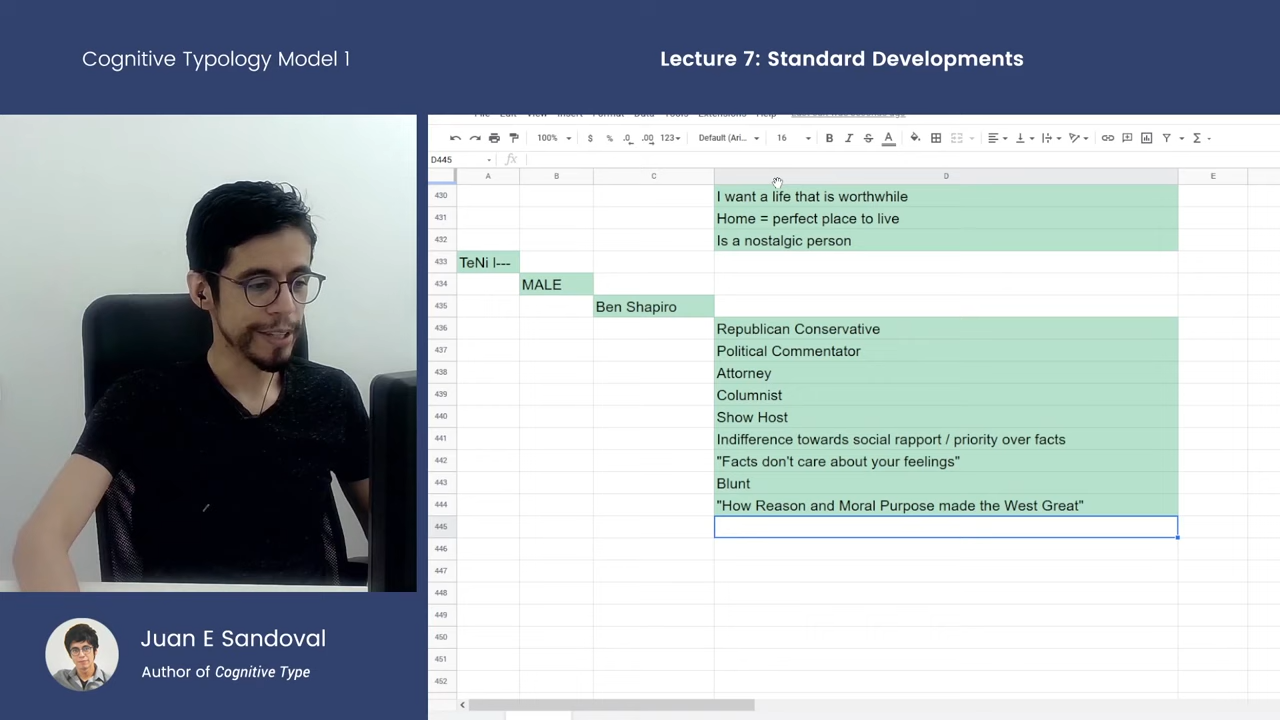 Cognitive Typology Model 1
Lecture 7: Standard Developments
100%
$ % .0 .00 123
Default (Ari...
16
D445
fx
A B C D E
430 I want a life that is worthwhile
431 Home = perfect place to live
432 Is a nostalgic person
433 TeNi l---
434 MALE
435 Ben Shapiro
436 Republican Conservative
437 Political Commentator
438 Attorney
439 Columnist
440 Show Host
441 Indifference towards social rapport / priority over facts
442 "Facts don't care about your feelings"
443 Blunt
444 "How Reason and Moral Purpose made the West Great"
445
446
447
448
449
450
451
452
Juan E Sandoval
Author of Cognitive Type